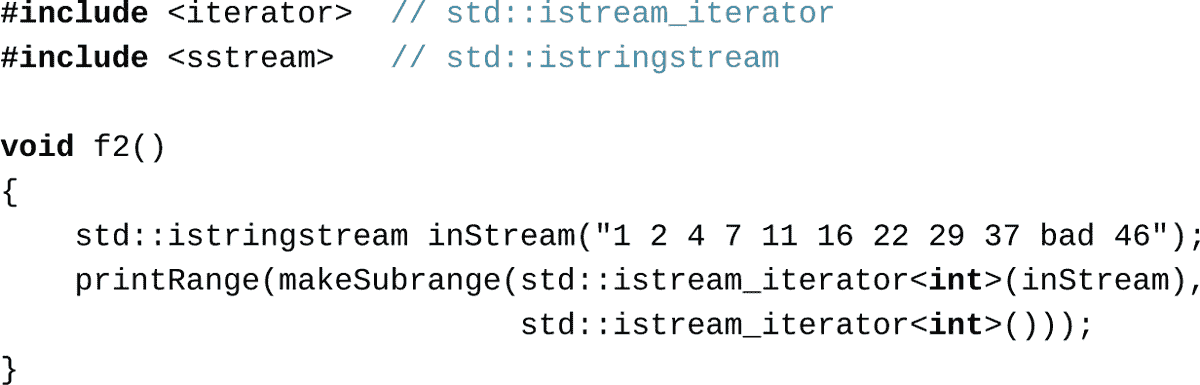 #include <iterator>  // std::istream_iterator
#include <sstream>   // std::istringstream

void f2()
{
    std::istringstream inStream("1 2 4 7 11 16 22 29 37 bad 46");
    printRange(makeSubrange(std::istream_iterator<int>(inStream),
                            std::istream_iterator<int>()));
}